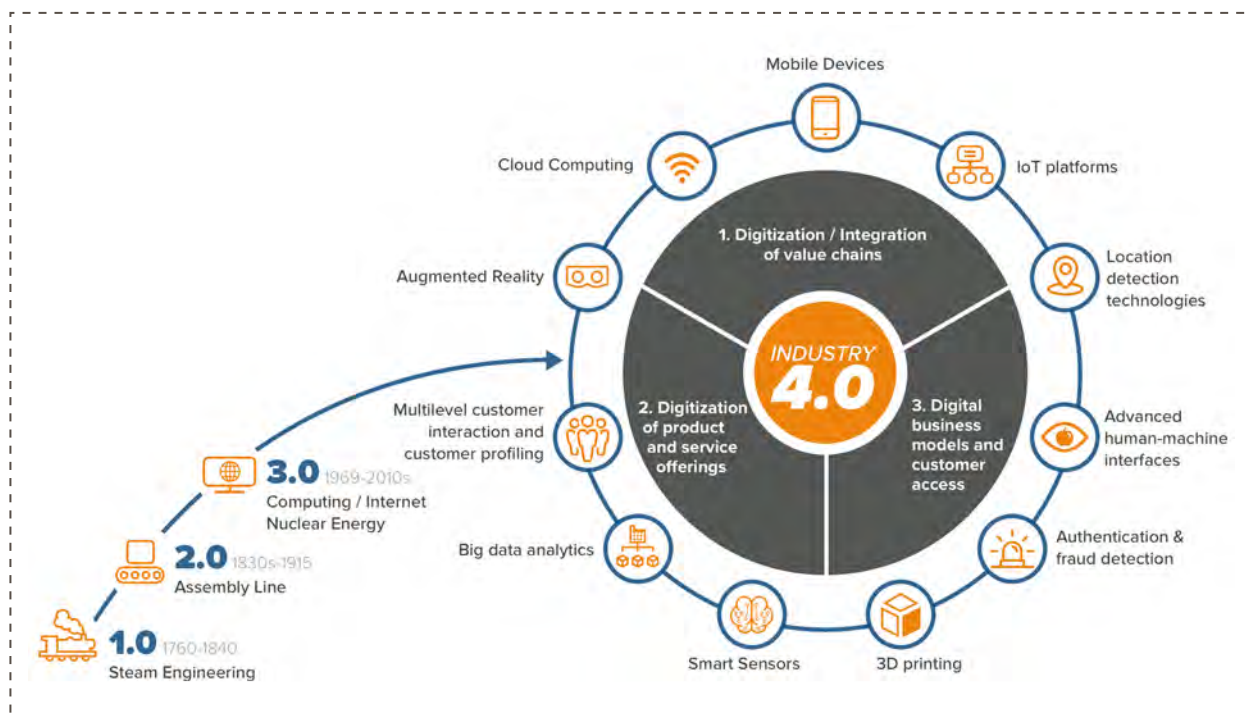 Mobile Devices
Cloud Computing
IoT platforms
1. Digitization / Integration
of value chains
Augmented Reality
Location
detection
technologies
INDUSTRY
4.0
Multilevel customer
interaction and
customer profiling
2. Digitization
of product
and service
offerings
3. Digital
business
models and
customer
access
Advanced
human-machine
interfaces
3.0 1969-2010s
Computing / Internet
Nuclear Energy
Big data analytics
Authentication &
fraud detection
2.0 1830s-1915
Assembly Line
1.0 1760-1840
Steam Engineering
Smart Sensors
3D printing